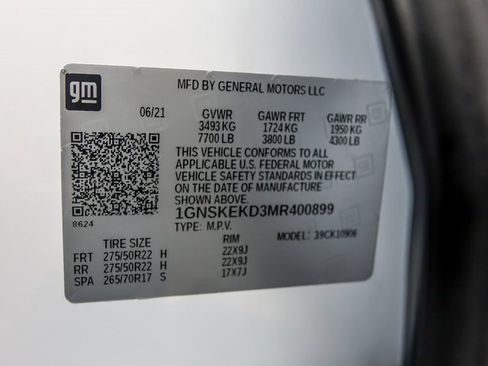 gm
MFD BY GENERAL MOTORS LLC
06/21 GVWR GAWR FRT GAWR RR
3493 KG 1724 KG 1950 KG
7700 LB 3800 LB 4300 LB
THIS VEHICLE CONFORMS TO ALL
APPLICABLE U.S. FEDERAL MOTOR
VEHICLE SAFETY STANDARDS IN EFFECT
ON THE DATE OF MANUFACTURE
SHOWN ABOVE.
1GNSKEKD3MR400899
8624 TYPE: M.P.V. MODEL: 39CK10906
TIRE SIZE RIM
FRT 275/50R22 H 22X9J
RR 275/50R22 H 22X9J
SPA 265/70R17 S 17X7J